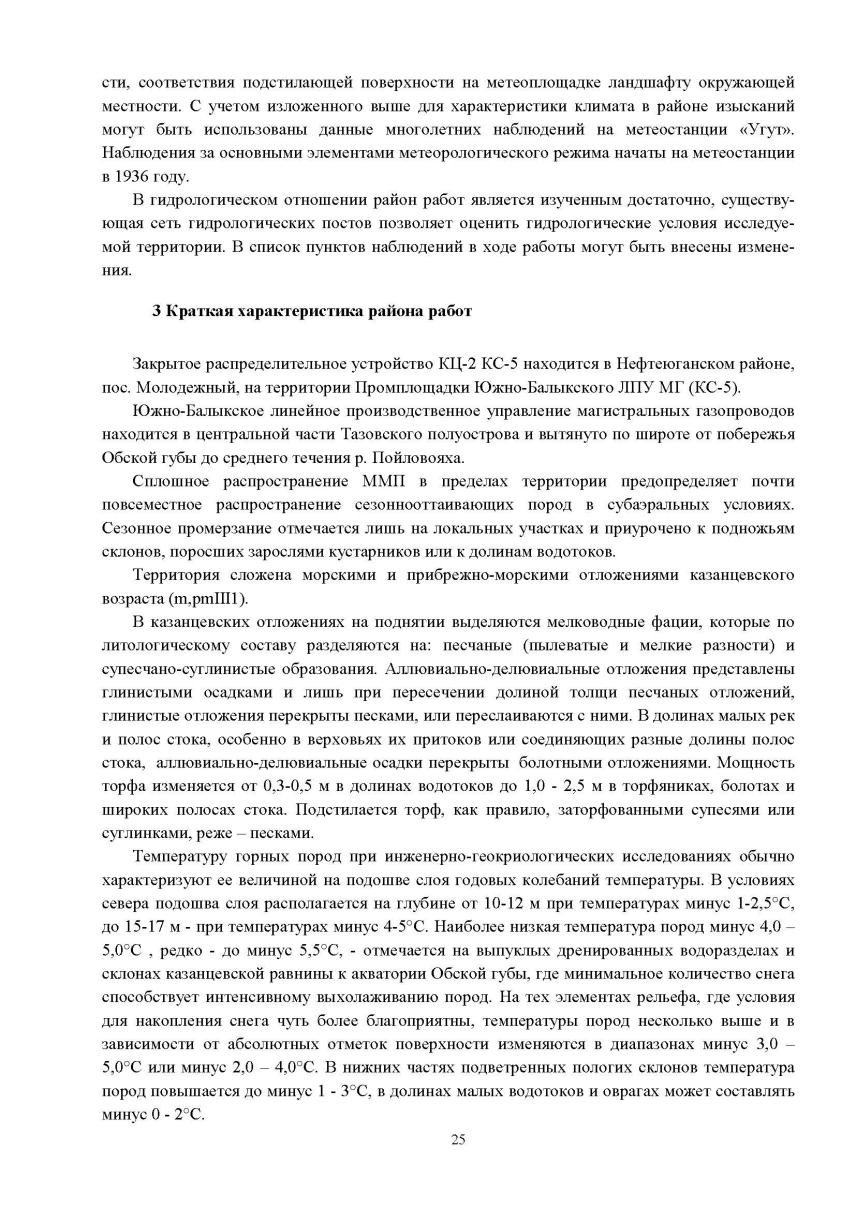 сти, соответствия подстилающей поверхности на метеоплощадке ландшафту окружающей
местности. С учетом изложенного выше для характеристики климата в районе изысканий
могут быть использованы данные многолетних наблюдений на метеостанции «Угут».
Наблюдения за основными элементами метеорологического режима начаты на метеостанции
в 1936 году.
В гидрологическом отношении район работ является изученным достаточно, существу-
ющая сеть гидрологических постов позволяет оценить гидрологические условия исследуе-
мой территории. В список пунктов наблюдений в ходе работы могут быть внесены измене-
ния.
3 Краткая характеристика района работ
Закрытое распределительное устройство КЦ-2 КС-5 находится в Нефтеюганском районе,
пос. Молодежный, на территории Промплощадки Южно-Балыкского ЛПУ МГ (КС-5).
Южно-Балыкское линейное производственное управление магистральных газопроводов
находится в центральной части Тазовского полуострова и вытянуто по широте от побережья
Обской губы до среднего течения р. Пойловояха.
Сплошное распространение ММП в пределах территории предопределяет почти
повсеместное распространение сезоннооттаивающих пород в субаэральных условиях.
Сезонное промерзание отмечается лишь на локальных участках и приурочено к подножьям
склонов, поросших зарослями кустарников или к долинам водотоков.
Территория сложена морскими и прибрежно-морскими отложениями казанцевского
возраста (m,pmIII1).
В казанцевских отложениях на поднятии выделяются мелководные фации, которые по
литологическому составу разделяются на: песчаные (пылеватые и мелкие разности) и
супесчано-суглинистые образования. Аллювиально-делювиальные отложения представлены
глинистыми осадками и лишь при пересечении долиной толщи песчаных отложений,
глинистые отложения перекрыты песками, или переслаиваются с ними. В долинах малых рек
и полос стока, особенно в верховьях их притоков или соединяющих разные долины полос
стока, аллювиально-делювиальные осадки перекрыты болотными отложениями. Мощность
торфа изменяется от 0,3-0,5 м в долинах водотоков до 1,0 - 2,5 м в торфяниках, болотах и
широких полосах стока. Подстилается торф, как правило, заторфованными супесями или
суглинками, реже – песками.
Температуру горных пород при инженерно-геокриологических исследованиях обычно
характеризуют ее величиной на подошве слоя годовых колебаний температуры. В условиях
севера подошва слоя располагается на глубине от 10-12 м при температурах минус 1-2,5°С,
до 15-17 м - при температурах минус 4-5°С. Наиболее низкая температура пород минус 4,0 –
5,0°С , редко - до минус 5,5°С, - отмечается на выпуклых дренированных водоразделах и
склонах казанцевской равнины к акватории Обской губы, где минимальное количество снега
способствует интенсивному выхолаживанию пород. На тех элементах рельефа, где условия
для накопления снега чуть более благоприятны, температуры пород несколько выше и в
зависимости от абсолютных отметок поверхности изменяются в диапазонах минус 3,0 –
5,0°С или минус 2,0 – 4,0°С. В нижних частях подветренных пологих склонов температура
пород повышается до минус 1 - 3°С, в долинах малых водотоков и оврагах может составлять
минус 0 - 2°С.
25